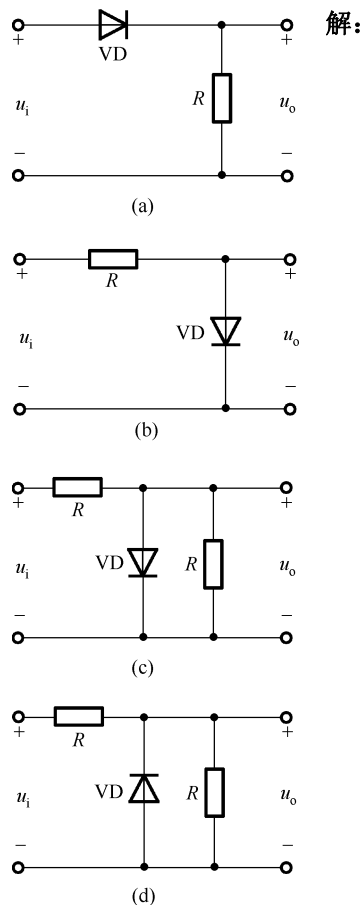 + + 解：
VD
R
ui uo
− −
(a)
+ R +
VD
ui uo
− −
(b)
+ R +
VD R
ui uo
− −
(c)
+ R +
VD R
ui uo
− −
(d)